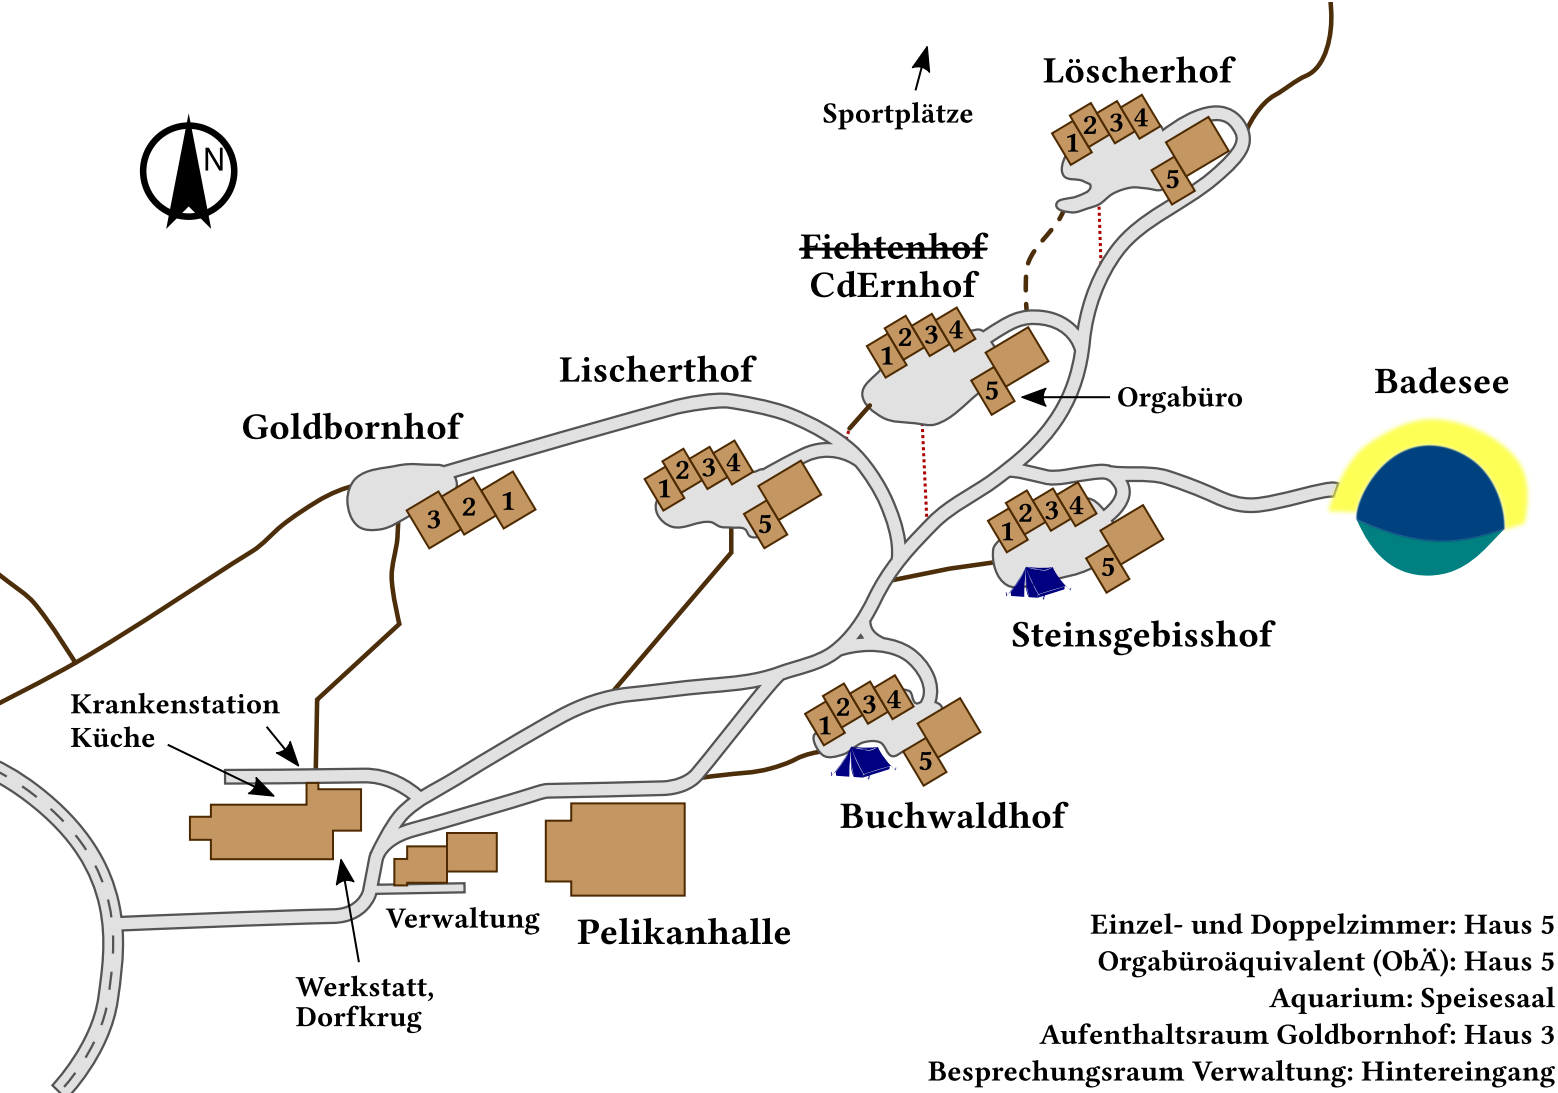 Löscherhof
Sportplätze
1 2 3 4
5
N
Fichtenhof
CdErnhof
1 2 3 4
5
Orgabüro
Lischerthof
Badesee
Goldbornhof
1 2 3 4
5
3 2 1
1 2 3 4
5
Steinsgebisshof
Krankenstation
Küche
1 2 3 4
5
Buchwaldhof
Verwaltung
Pelikanhalle
Werkstatt,
Dorfkrug
Einzel- und Doppelzimmer: Haus 5
Orgabüroäquivalent (ObÄ): Haus 5
Aquarium: Speisesaal
Aufenthaltsraum Goldbornhof: Haus 3
Besprechungsraum Verwaltung: Hintereingang